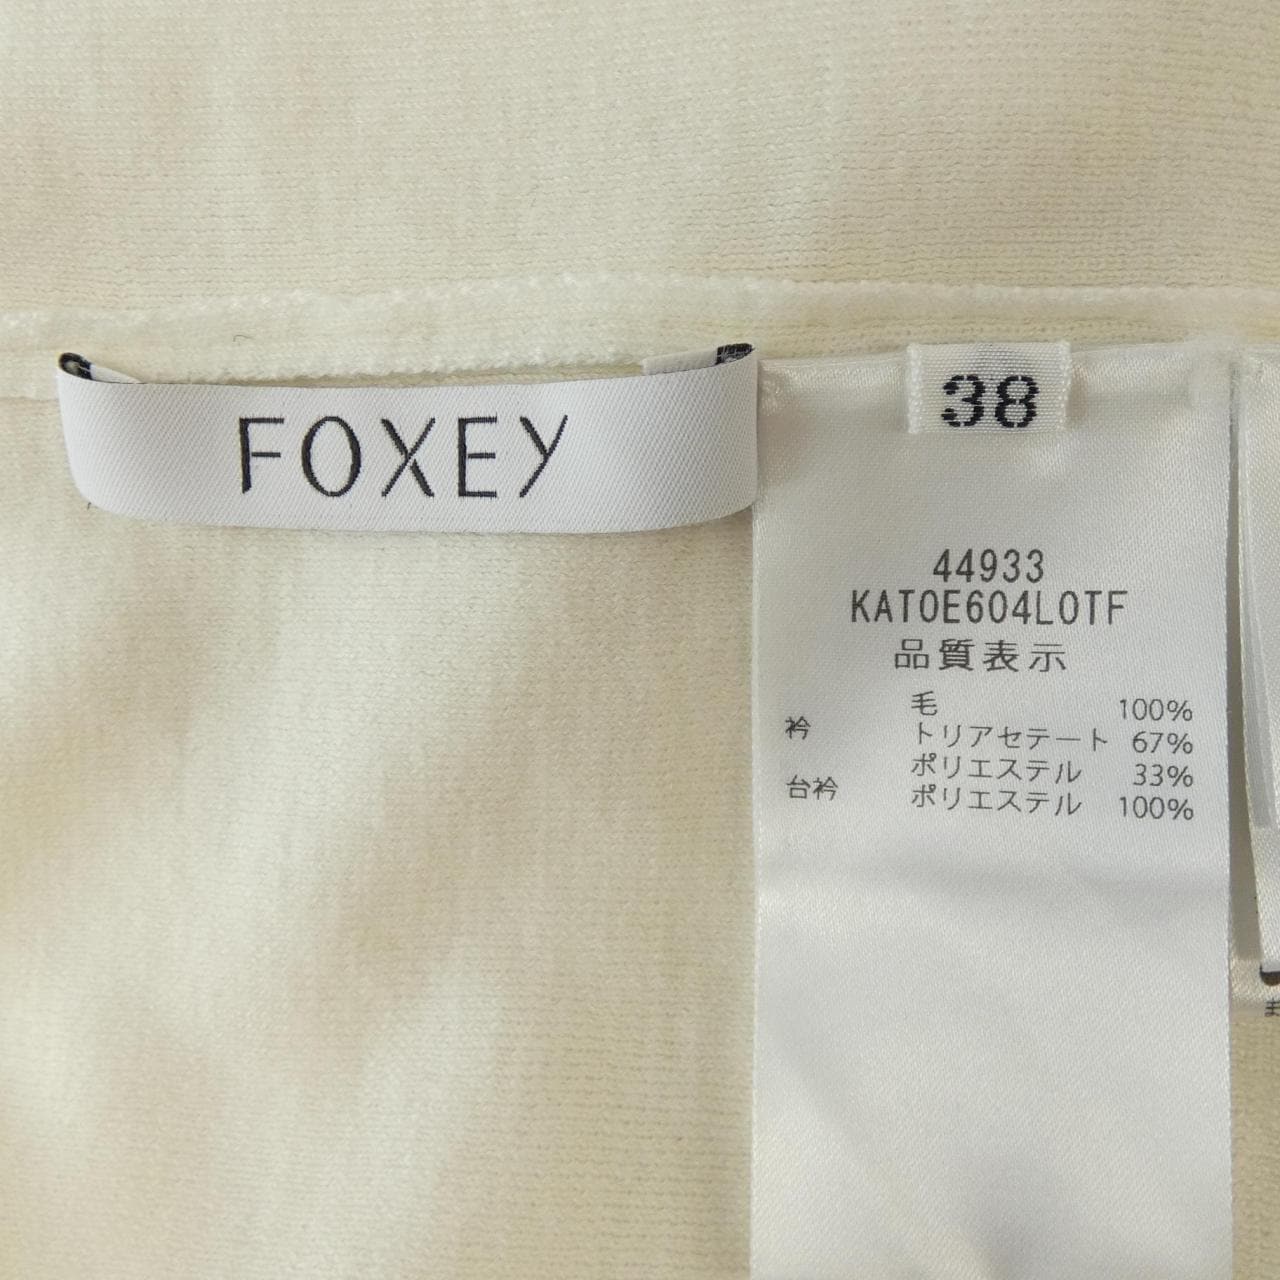 FOXEY
38
44933
KATOE604LOTF
品質表示
毛 100%
衿 トリアセテート 67%
ポリエステル 33%
台衿 ポリエステル 100%